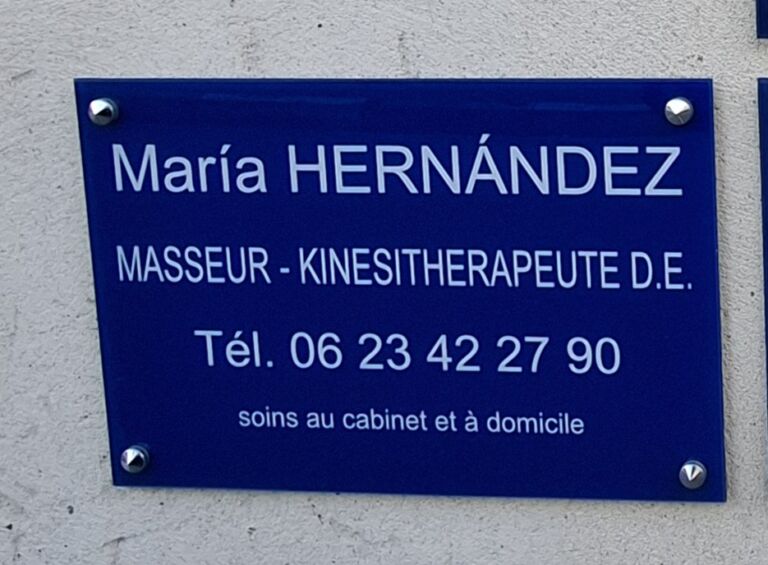 María HERNÁNDEZ
MASSEUR - KINESITHERAPEUTE D.E.
Tél. 06 23 42 27 90
soins au cabinet et à domicile